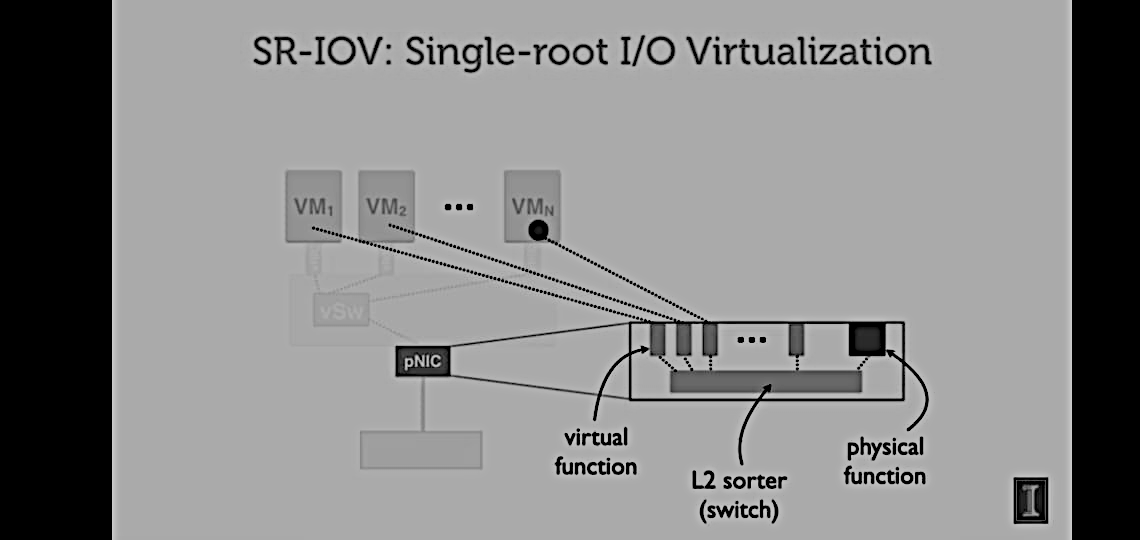 SR-IOV: Single-root I/O Virtualization
VM₁ VM₂ ... VMN
vSw
pNIC
...
virtual
function
L2 sorter
(switch)
physical
function
I